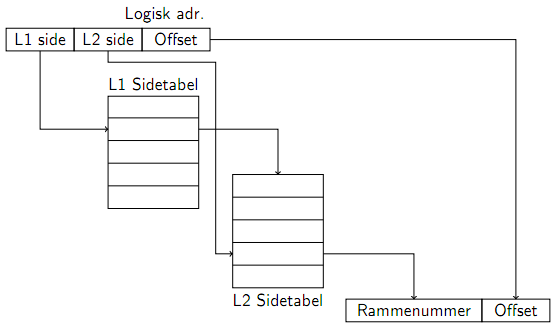 Logisk adr.
L1 side L2 side Offset
L1 Sidetabel
L2 Sidetabel
Rammenummer Offset